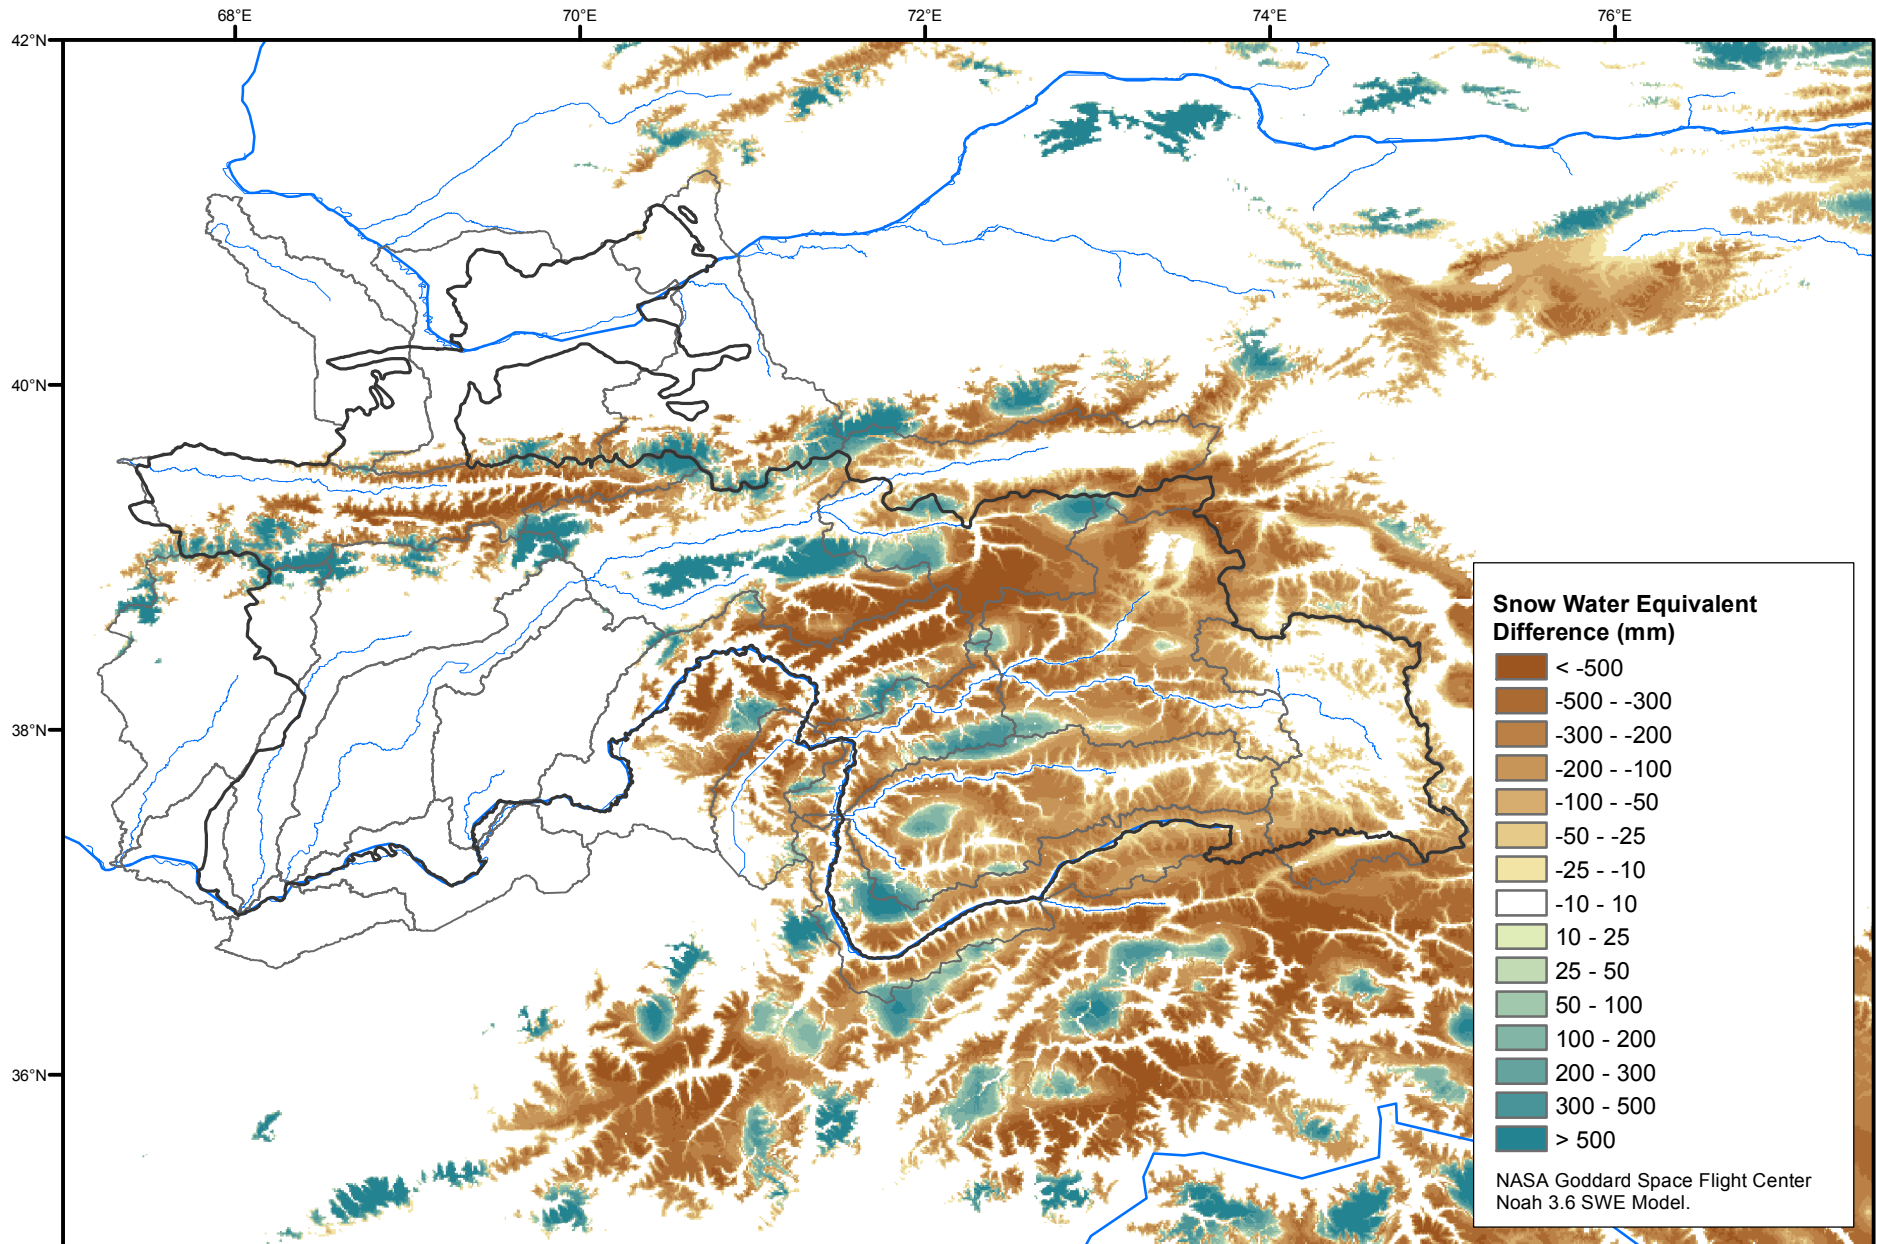 68°E 70°E 72°E 74°E 76°E
42°N
40°N
38°N
36°N
Snow Water Equivalent
Difference (mm)
< -500
-500 - -300
-300 - -200
-200 - -100
-100 - -50
-50 - -25
-25 - -10
-10 - 10
10 - 25
25 - 50
50 - 100
100 - 200
200 - 300
300 - 500
> 500
NASA Goddard Space Flight Center
Noah 3.6 SWE Model.